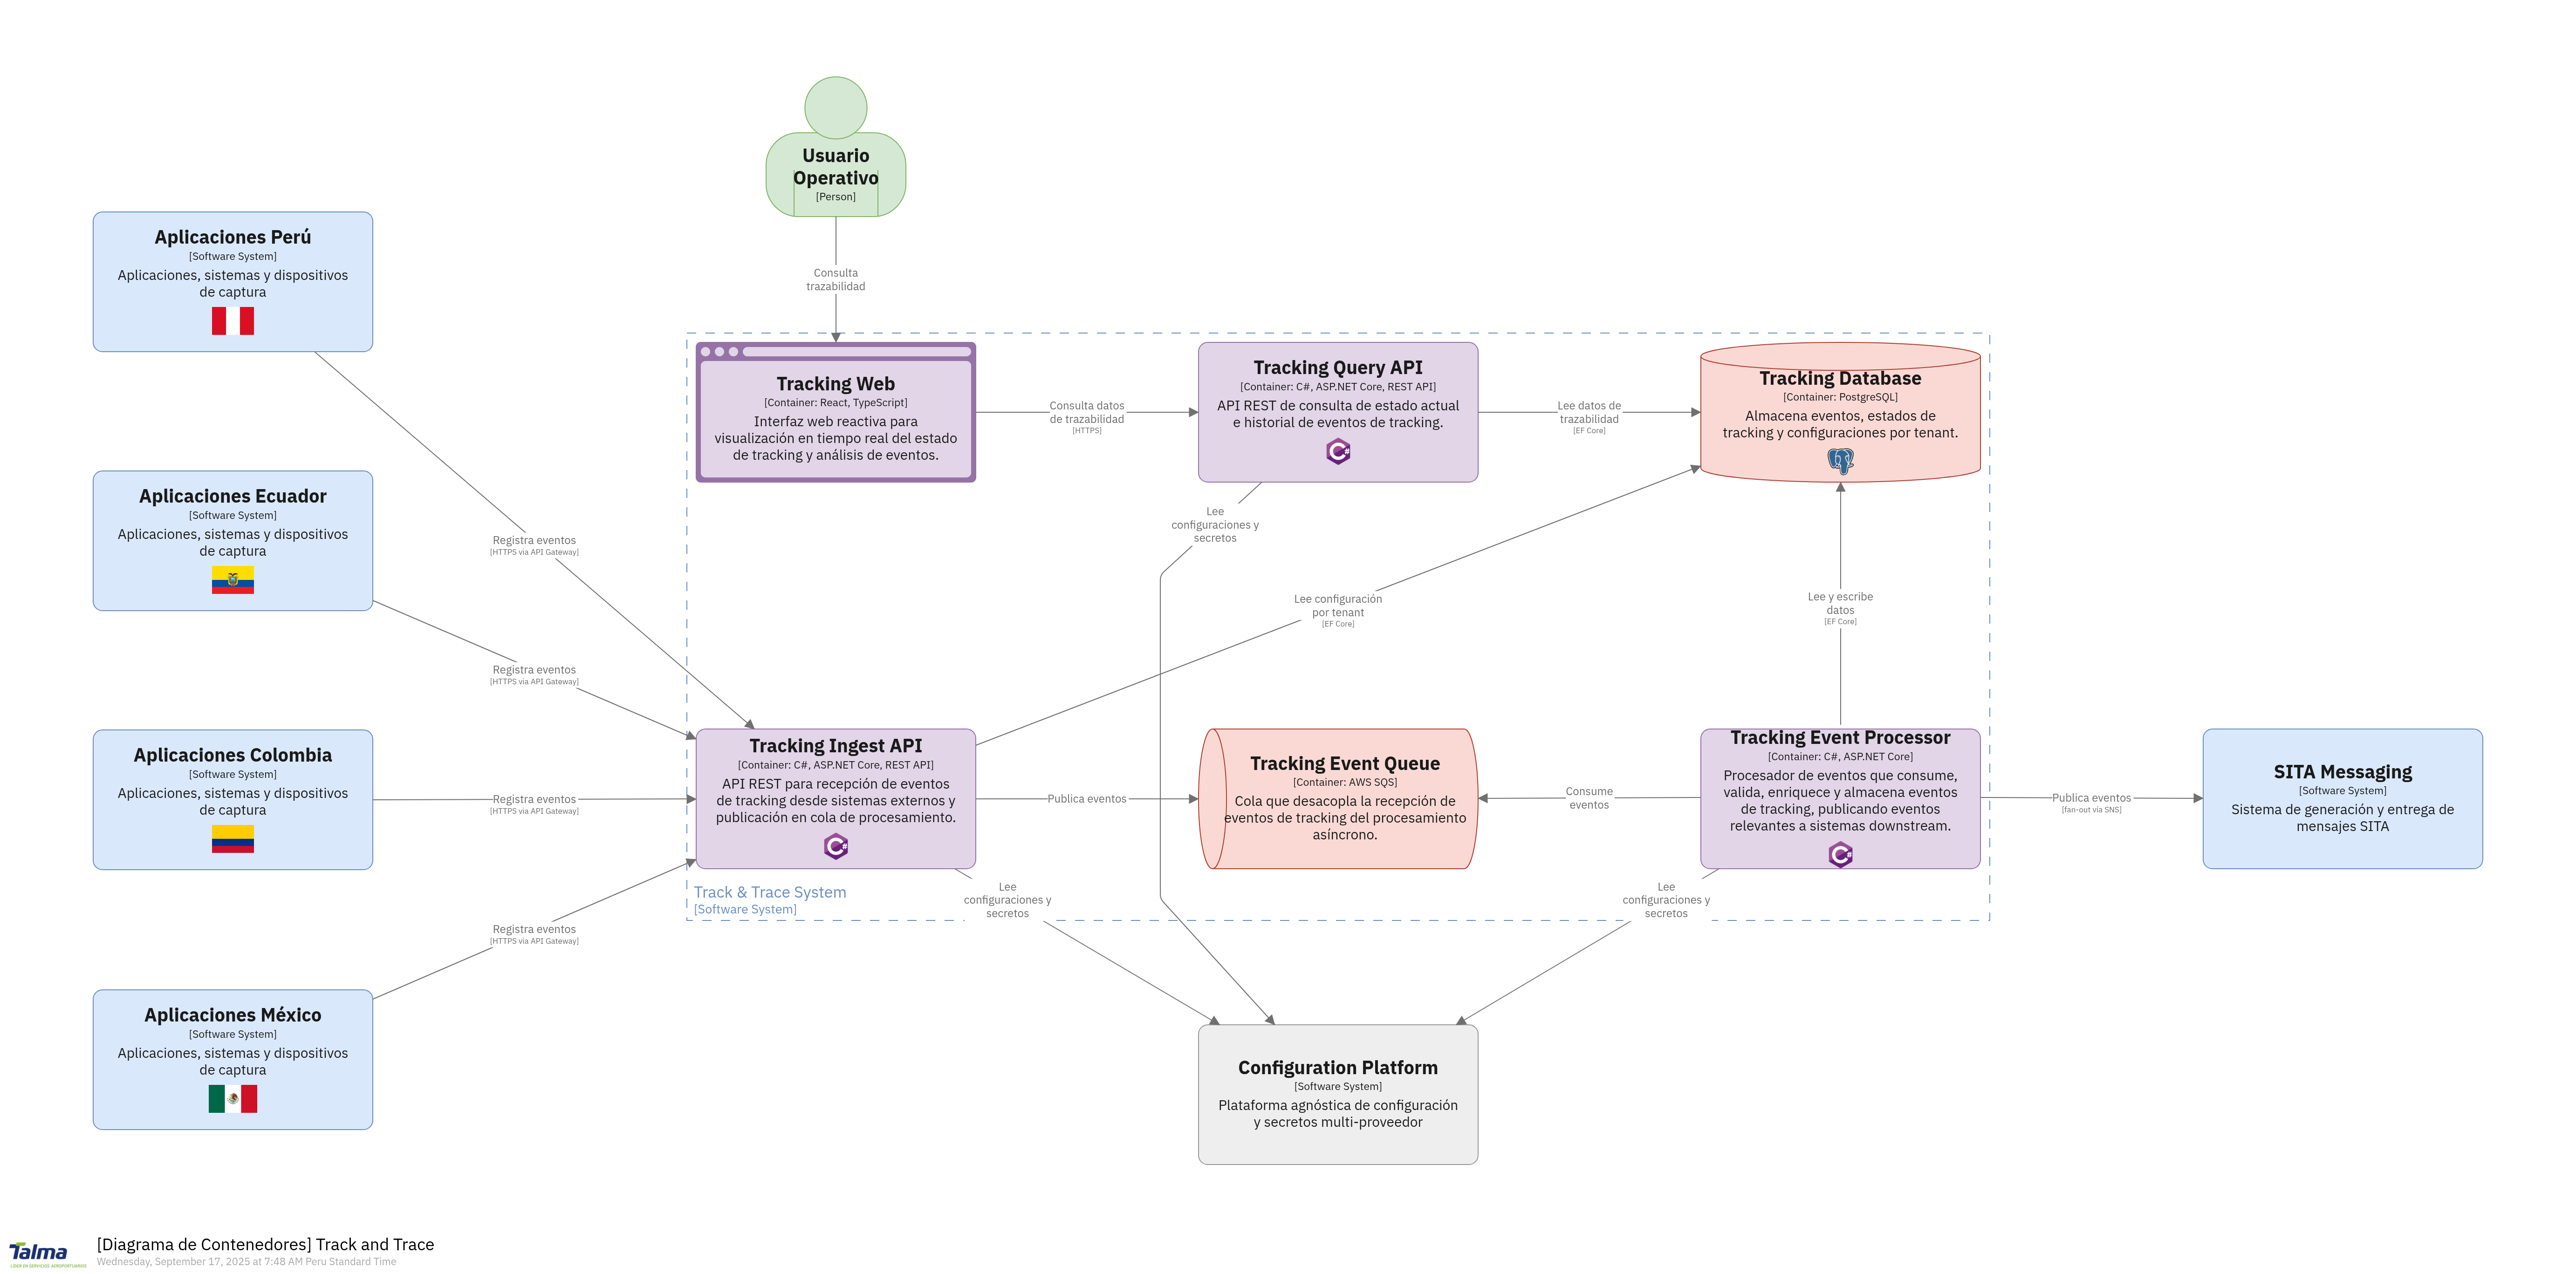 Usuario
Operativo
[Person]
Aplicaciones Perú
[Software System]
Aplicaciones, sistemas y dispositivos
de captura
Consulta
trazabilidad
Tracking Web
[Container: React, TypeScript]
Interfaz web reactiva para
visualización en tiempo real del estado
de tracking y análisis de eventos.
Consulta datos
de trazabilidad
[HTTPS]
Tracking Query API
[Container: C#, ASP.NET Core, REST API]
API REST de consulta de estado actual
e historial de eventos de tracking.
Lee datos de
trazabilidad
[EF Core]
Tracking Database
[Container: PostgreSQL]
Almacena eventos, estados de
tracking y configuraciones por tenant.
Aplicaciones Ecuador
[Software System]
Aplicaciones, sistemas y dispositivos
de captura
Registra eventos
[HTTPS via API Gateway]
Lee
configuraciones y
secretos
Lee configuración
por tenant
[EF Core]
Lee y escribe
datos
[EF Core]
Registra eventos
[HTTPS via API Gateway]
Aplicaciones Colombia
[Software System]
Aplicaciones, sistemas y dispositivos
de captura
Registra eventos
[HTTPS via API Gateway]
Tracking Ingest API
[Container: C#, ASP.NET Core, REST API]
API REST para recepción de eventos
de tracking desde sistemas externos y
publicación en cola de procesamiento.
Publica eventos
Tracking Event Queue
[Container: AWS SQS]
Cola que desacopla la recepción de
eventos de tracking del procesamiento
asíncrono.
Consume
eventos
Tracking Event Processor
[Container: C#, ASP.NET Core]
Procesador de eventos que consume,
valida, enriquece y almacena eventos
de tracking, publicando eventos
relevantes a sistemas downstream.
Publica eventos
[fan-out via SNS]
SITA Messaging
[Software System]
Sistema de generación y entrega de
mensajes SITA
Track & Trace System
[Software System]
Lee
configuraciones y
secretos
Lee
configuraciones y
secretos
Registra eventos
[HTTPS via API Gateway]
Aplicaciones México
[Software System]
Aplicaciones, sistemas y dispositivos
de captura
Configuration Platform
[Software System]
Plataforma agnóstica de configuración
y secretos multi-proveedor
Talma
LÍDER EN SERVICIOS AEROPORTUARIOS
[Diagrama de Contenedores] Track and Trace
Wednesday, September 17, 2025 at 7:48 AM Peru Standard Time